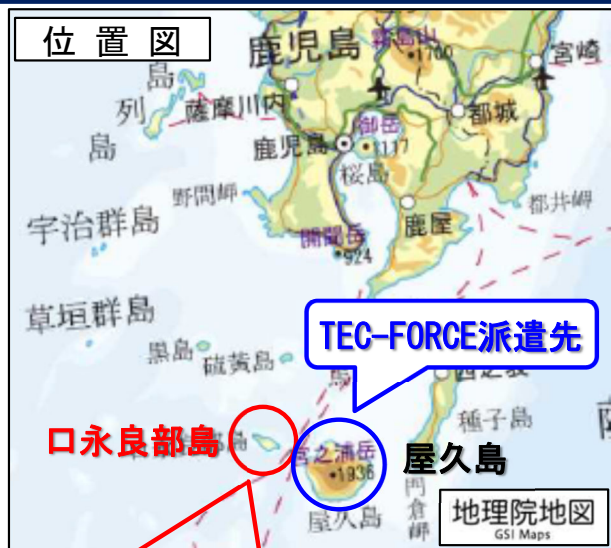 位置図
鹿児島
霧島山
1700
宮崎
島
列
島
薩摩川内
都城
御岳
1117
鹿児島
桜島
野間岬
都井岬
鹿屋
宇治群島
開聞岳
924
草垣群島
TEC-FORCE派遣先
黒島
硫黄島
種子島
口永良部島
島
宮之浦岳
1936
屋久島
屋久島
門倉岬
地理院地図
GSI Maps